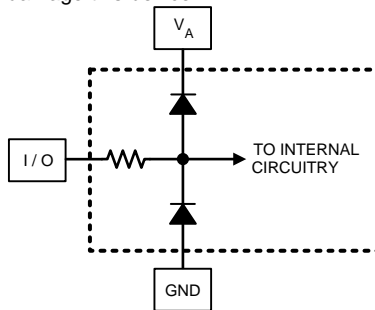 V_A
I / O
TO INTERNAL
CIRCUITRY
GND